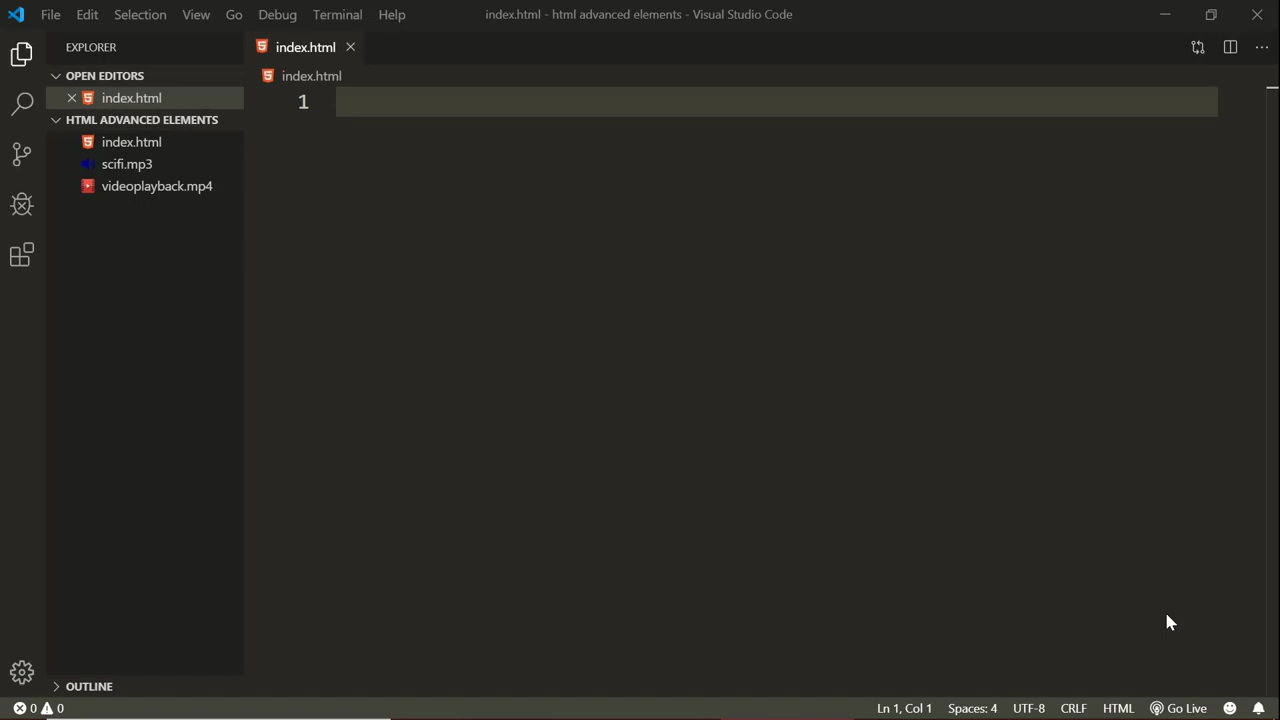 File Edit Selection View Go Debug Terminal Help index.html - html advanced elements - Visual Studio Code
EXPLORER
OPEN EDITORS
index.html
HTML ADVANCED ELEMENTS
index.html
scifi.mp3
videoplayback.mp4
OUTLINE
index.html
index.html
1
0 0 Ln 1, Col 1 Spaces: 4 UTF-8 CRLF HTML Go Live